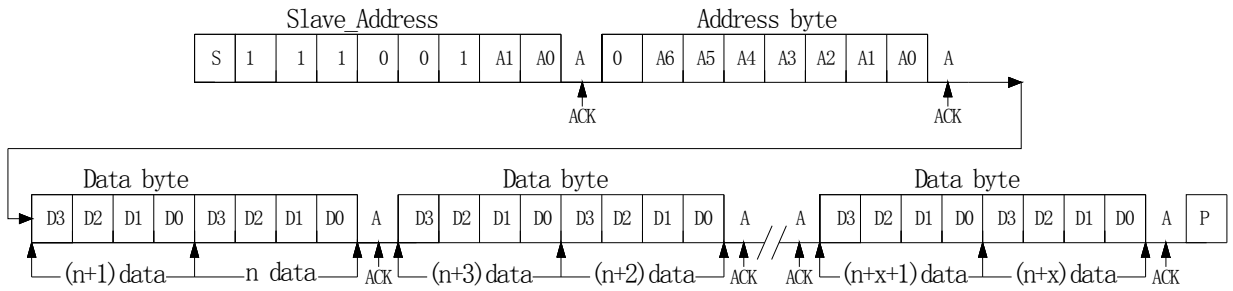 Slave_Address Address byte
S 1 1 1 0 0 1 A1 A0 A 0 A6 A5 A4 A3 A2 A1 A0 A
ACK ACK
Data byte Data byte Data byte
D3 D2 D1 D0 D3 D2 D1 D0 A D3 D2 D1 D0 D3 D2 D1 D0 A // A D3 D2 D1 D0 D3 D2 D1 D0 A P
(n+1)data n data ACK (n+3)data (n+2)data ACK ACK (n+x+1)data (n+x)data ACK